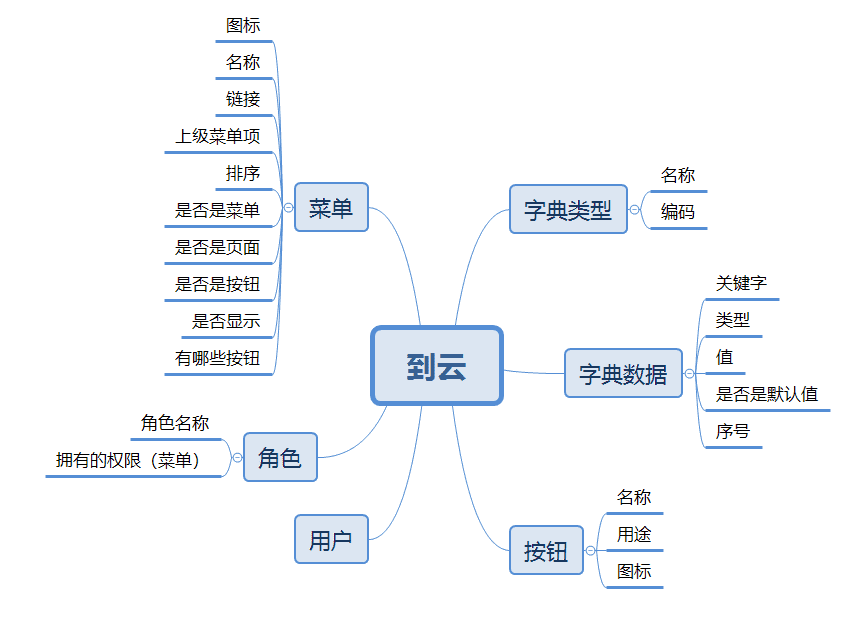 到云
字典类型
名称
编码
字典数据
关键字
类型
值
是否是默认值
序号
按钮
名称
用途
图标
菜单
图标
名称
链接
上级菜单项
排序
是否是菜单
是否是页面
是否是按钮
是否显示
有哪些按钮
角色
角色名称
拥有的权限（菜单）
用户